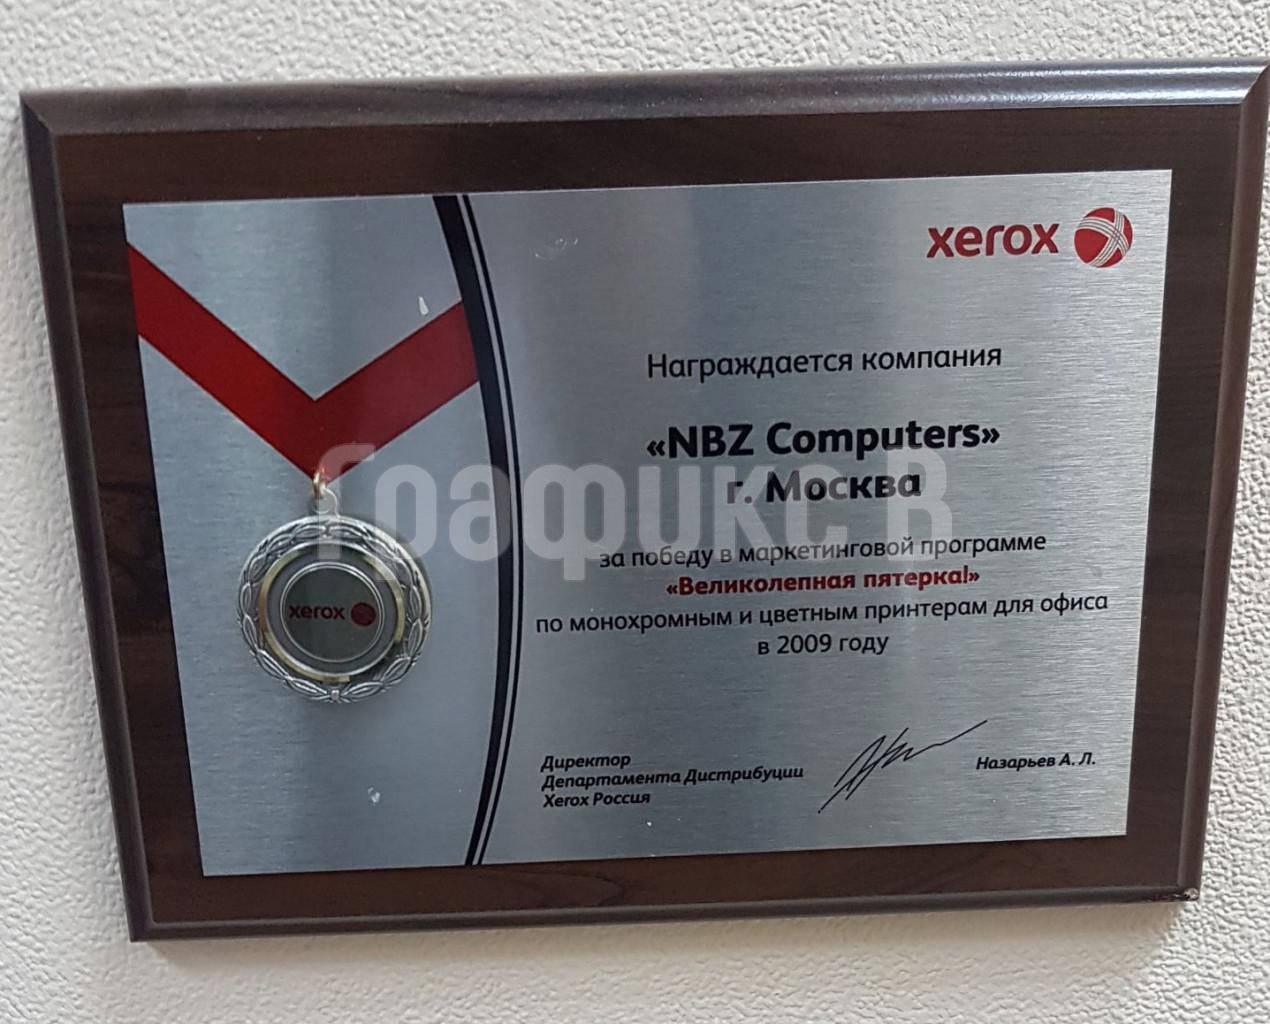 xerox
Награждается компания
«NBZ Computers»
г. Москва
Графикс В
за победу в маркетинговой программе
«Великолепная пятерка!»
по монохромным и цветным принтерам для офиса
в 2009 году
xerox
Директор
Департамента Дистрибуции
Xerox Россия
Назарьев А. Л.